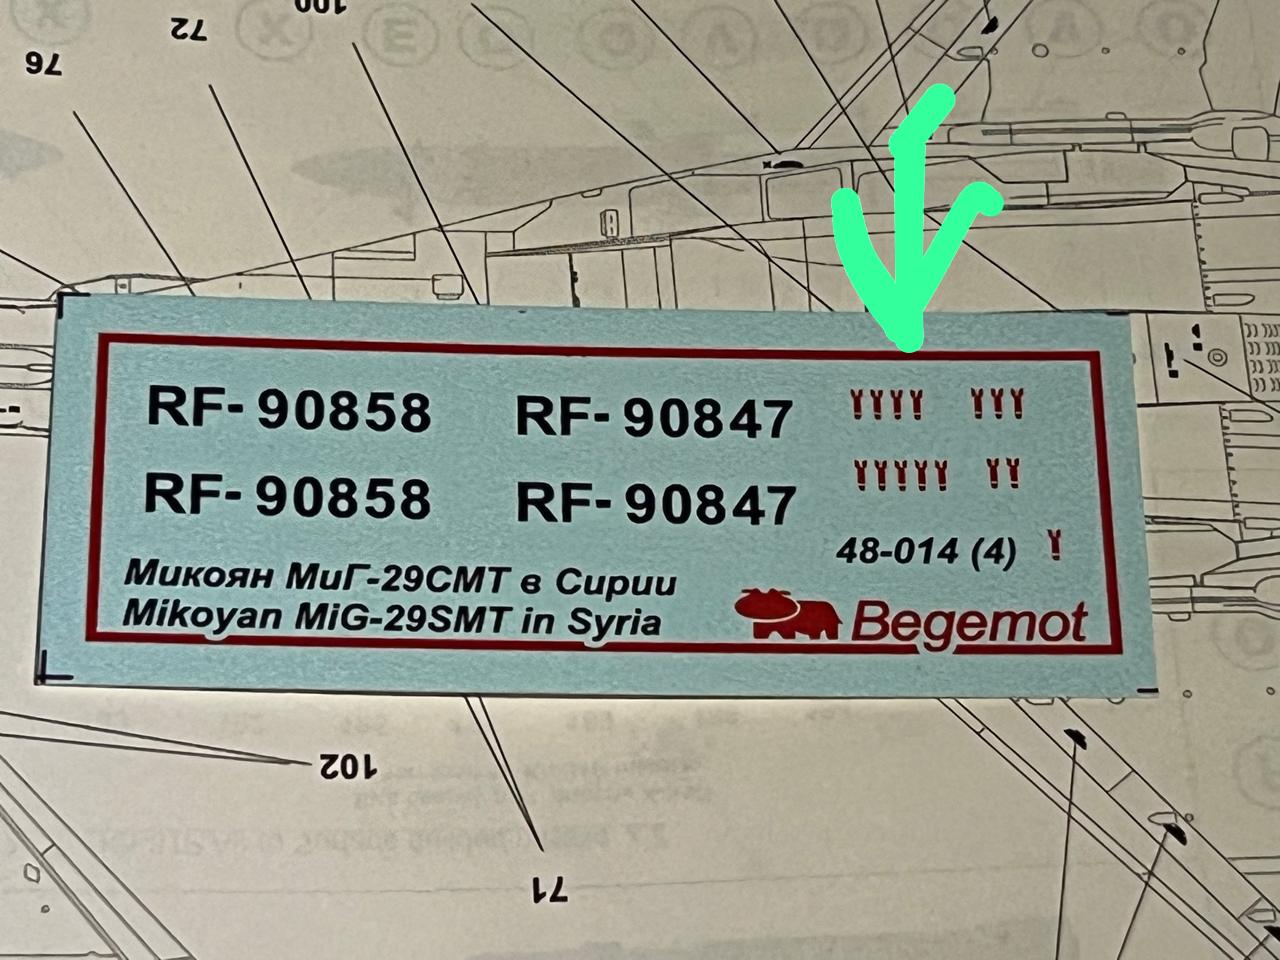 100
72
76
RF-90858 RF-90847
RF-90858 RF-90847
48-014 (4)
Микоян МиГ-29СМТ в Сирии
Mikoyan MiG-29SMT in Syria
Begemot
102
71